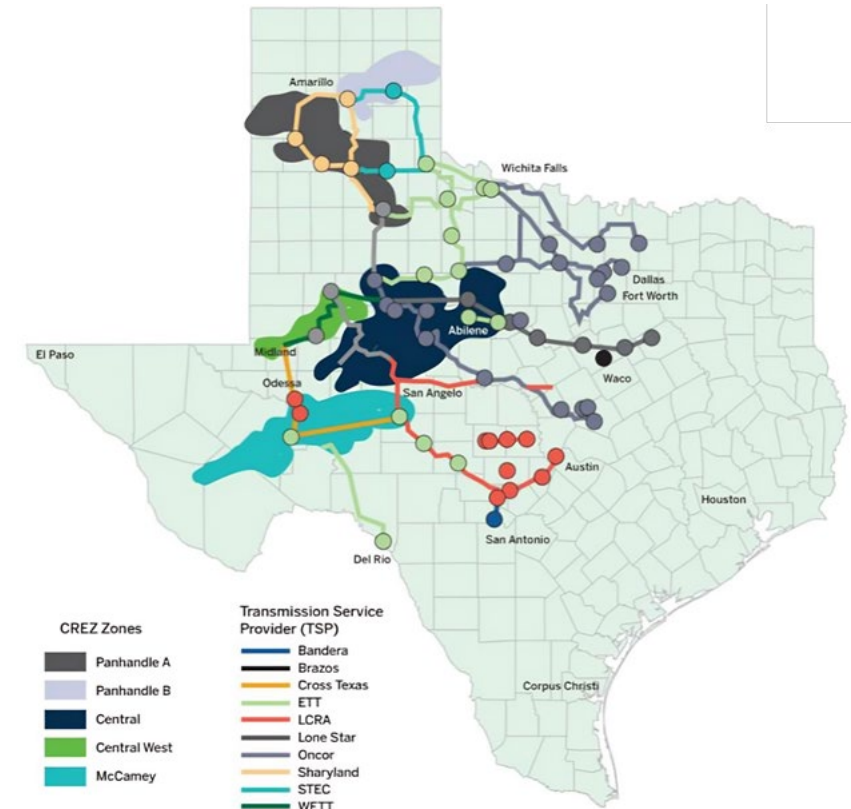 Amarillo
Wichita Falls
Dallas
Fort Worth
Abilene
El Paso
Midland
Waco
Odessa
San Angelo
Austin
Houston
San Antonio
Del Rio
Corpus Christi
CREZ Zones
Panhandle A
Panhandle B
Central
Central West
McCamey
Transmission Service
Provider (TSP)
Bandera
Brazos
Cross Texas
ETT
LCRA
Lone Star
Oncor
Sharyland
STEC
WETT